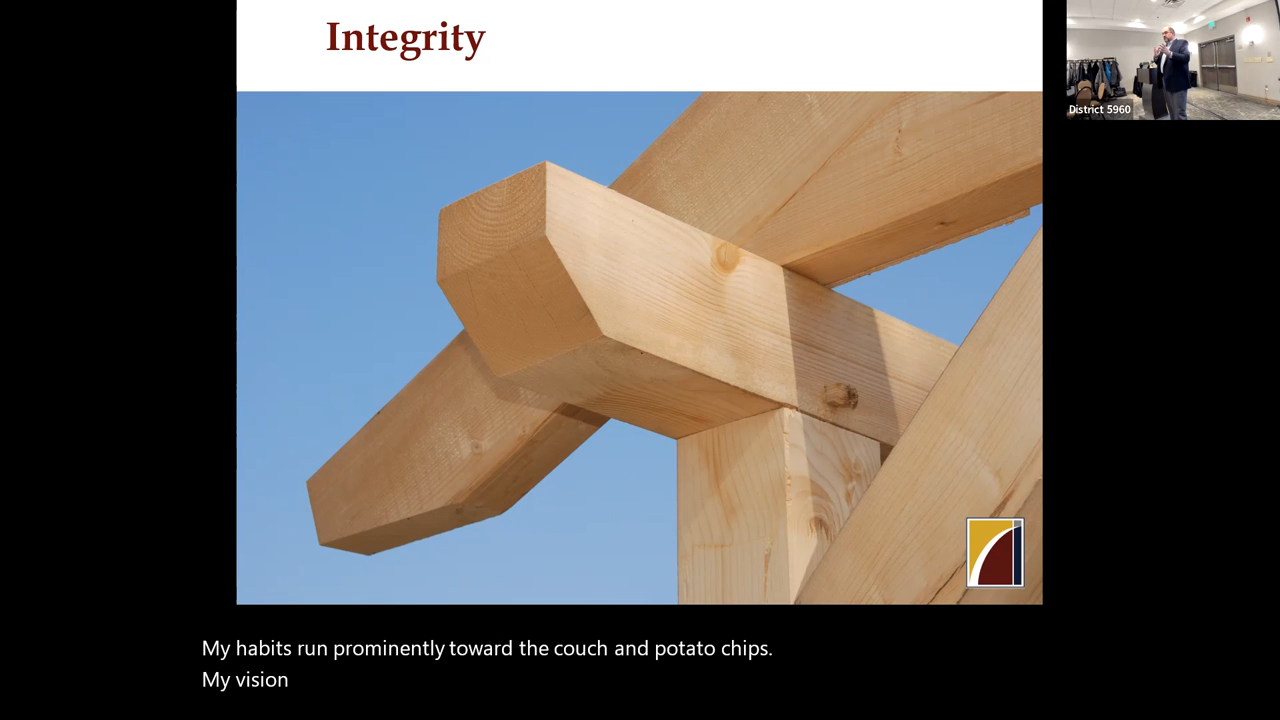 Integrity
District 5960
My habits run prominently toward the couch and potato chips.
My vision